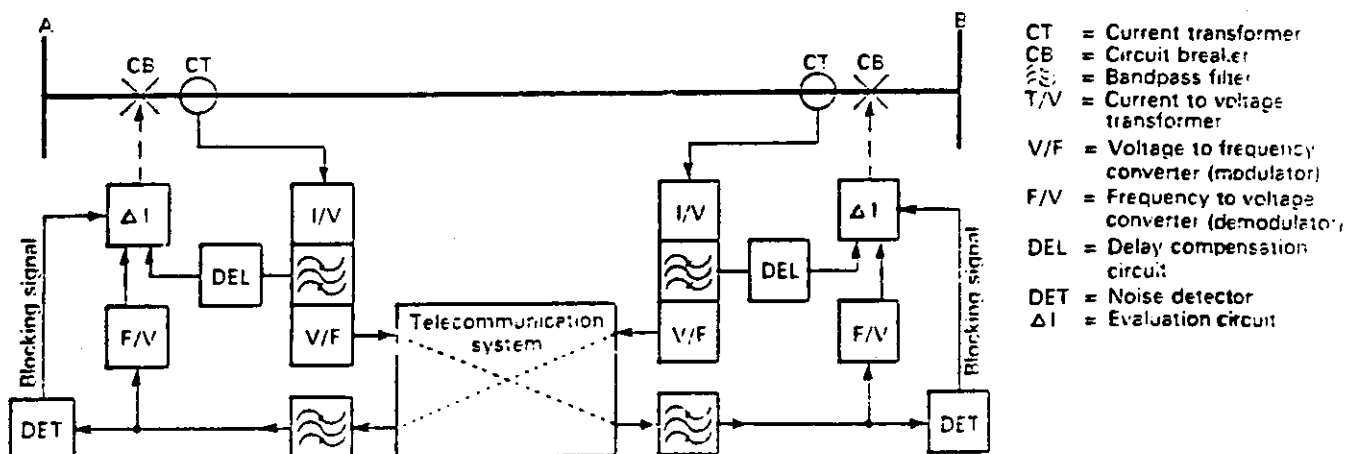 A B
CB CT CT CB
ΔI I/V I/V ΔI
DEL DEL
F/V V/F Telecommunication system V/F F/V
Blocking signal
Blocking signal
DET DET
CT = Current transformer
CB = Circuit breaker
= Bandpass filter
T/V = Current to voltage
transformer
V/F = Voltage to frequency
converter (modulator)
F/V = Frequency to voltage
converter (demodulator)
DEL = Delay compensation
circuit
DET = Noise detector
ΔI = Evaluation circuit